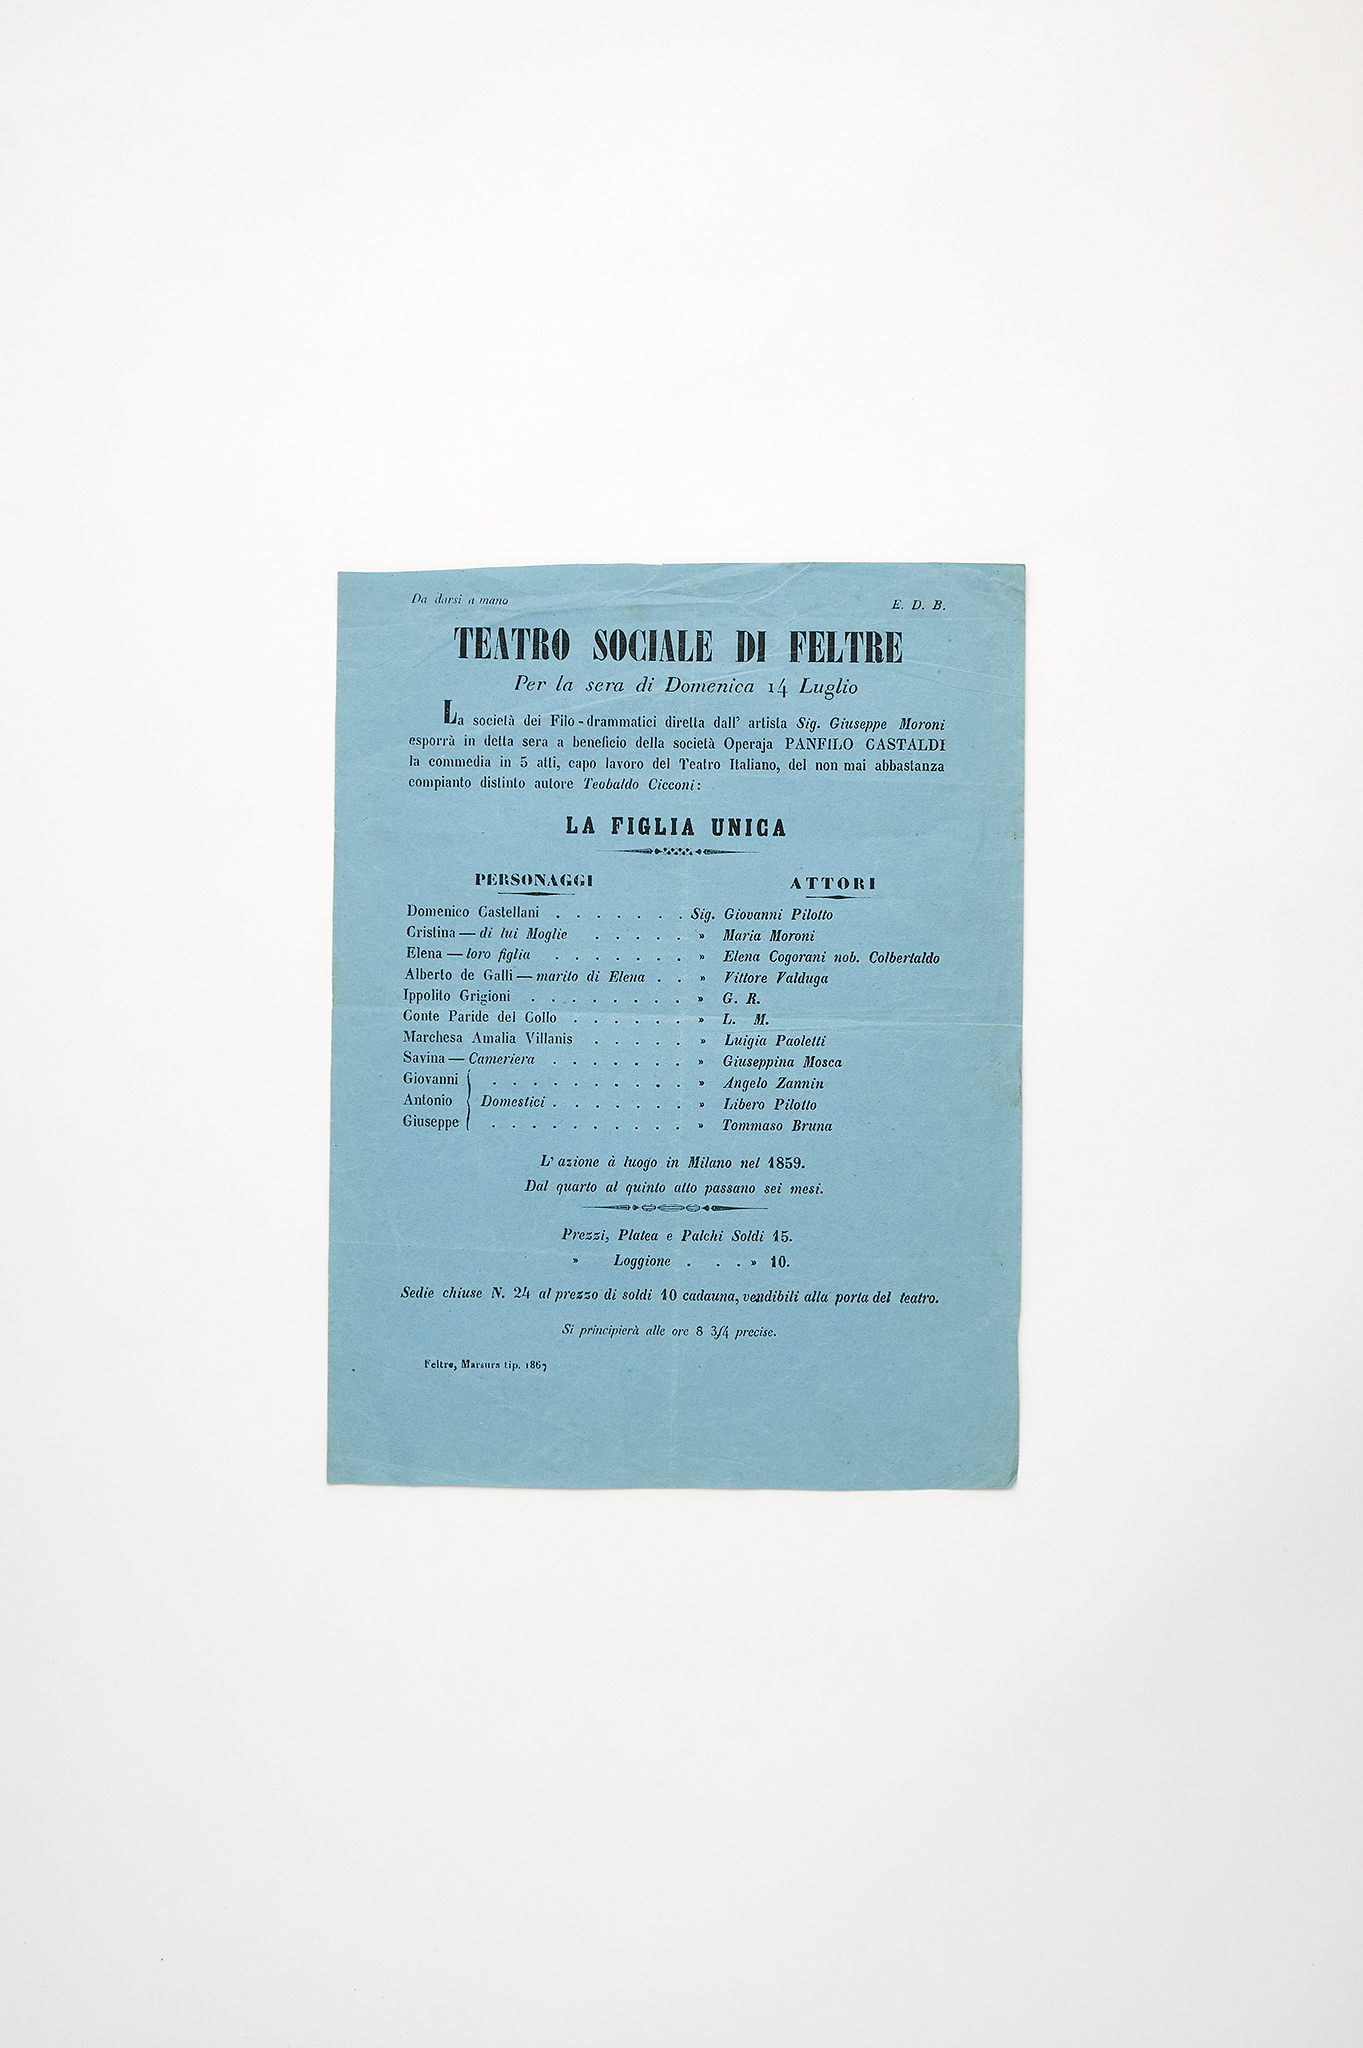 Da darsi a mano
E. D. B.
TEATRO SOCIALE DI FELTRE
Per la sera di Domenica 14 Luglio
La società dei Filo-drammatici diretta dall' artista Sig. Giuseppe Moroni
esporrà in detta sera a beneficio della società Operaja PANFILO CASTALDI
la commedia in 5 atti, capo lavoro del Teatro Italiano, del non mai abbastanza
compianto distinto autore Teobaldo Cicconi:
LA FIGLIA UNICA
PERSONAGGI ATTORI
Domenico Castellani . . . . . . . Sig. Giovanni Pilotto
Cristina — di lui Moglie . . . . . » Maria Moroni
Elena — loro figlia . . . . . . . » Elena Cogorani nob. Colbertaldo
Alberto de Galli — marito di Elena . . » Vittore Valduga
Ippolito Grigioni . . . . . . . . » G. R.
Conte Paride del Collo . . . . . . » L. M.
Marchesa Amalia Villanis . . . . . » Luigia Paoletti
Savina — Cameriera . . . . . . . » Giuseppina Mosca
Giovanni { . . . . . . . . . . » Angelo Zannin
Antonio { Domestici . . . . . . . » Libero Pilotto
Giuseppe { . . . . . . . . . . » Tommaso Bruna
L' azione à luogo in Milano nel 1859.
Dal quarto al quinto atto passano sei mesi.
Prezzi, Platea e Palchi Soldi 15.
» Loggione . . . » 10.
Sedie chiuse N. 24 al prezzo di soldi 10 cadauna, vendibili alla porta del teatro.
Si principierà alle ore 8 3/4 precise.
Feltre, Marsura tip. 1867